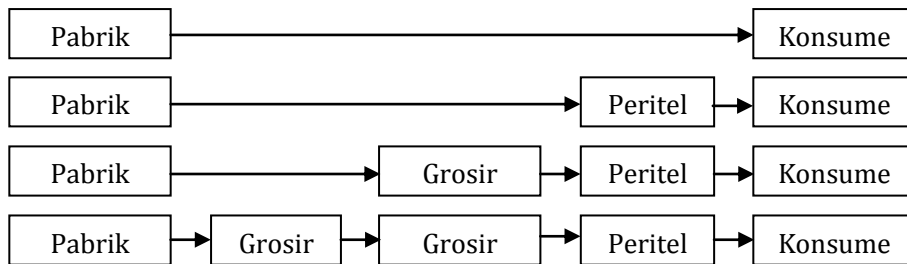 Pabrik Konsume
Pabrik Peritel Konsume
Pabrik Grosir Peritel Konsume
Pabrik Grosir Grosir Peritel Konsume